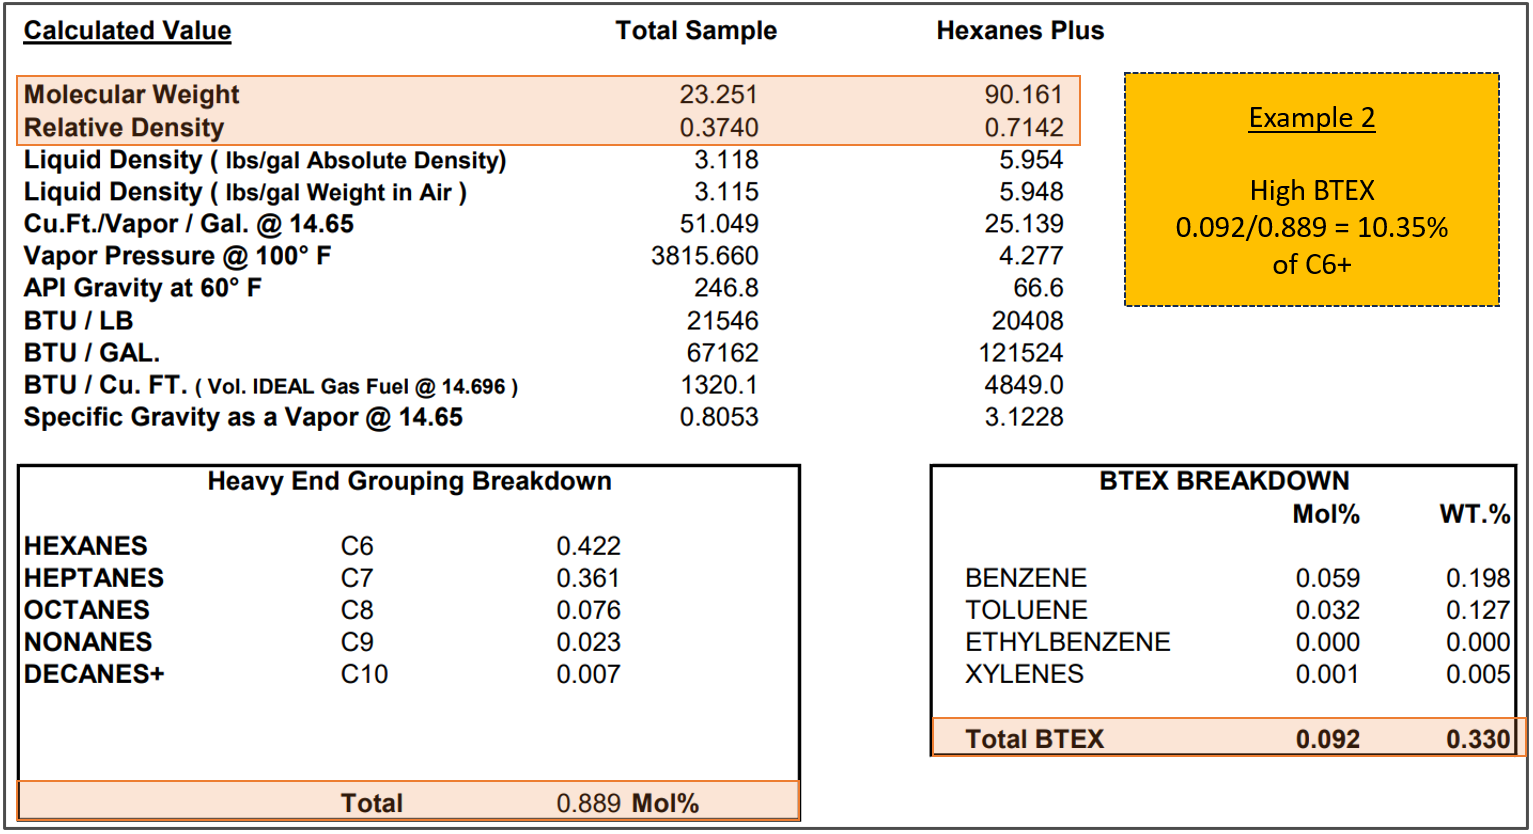 Calculated Value Total Sample Hexanes Plus
Molecular Weight 23.251 90.161
Relative Density 0.3740 0.7142
Liquid Density ( lbs/gal Absolute Density) 3.118 5.954
Liquid Density ( lbs/gal Weight in Air ) 3.115 5.948
Cu.Ft./Vapor / Gal. @ 14.65 51.049 25.139
Vapor Pressure @ 100° F 3815.660 4.277
API Gravity at 60° F 246.8 66.6
BTU / LB 21546 20408
BTU / GAL. 67162 121524
BTU / Cu. FT. ( Vol. IDEAL Gas Fuel @ 14.696 ) 1320.1 4849.0
Specific Gravity as a Vapor @ 14.65 0.8053 3.1228
Example 2
High BTEX
0.092/0.889 = 10.35%
of C6+
Heavy End Grouping Breakdown
HEXANES C6 0.422
HEPTANES C7 0.361
OCTANES C8 0.076
NONANES C9 0.023
DECANES+ C10 0.007
Total 0.889 Mol%
BTEX BREAKDOWN
Mol% WT.%
BENZENE 0.059 0.198
TOLUENE 0.032 0.127
ETHYLBENZENE 0.000 0.000
XYLENES 0.001 0.005
Total BTEX 0.092 0.330